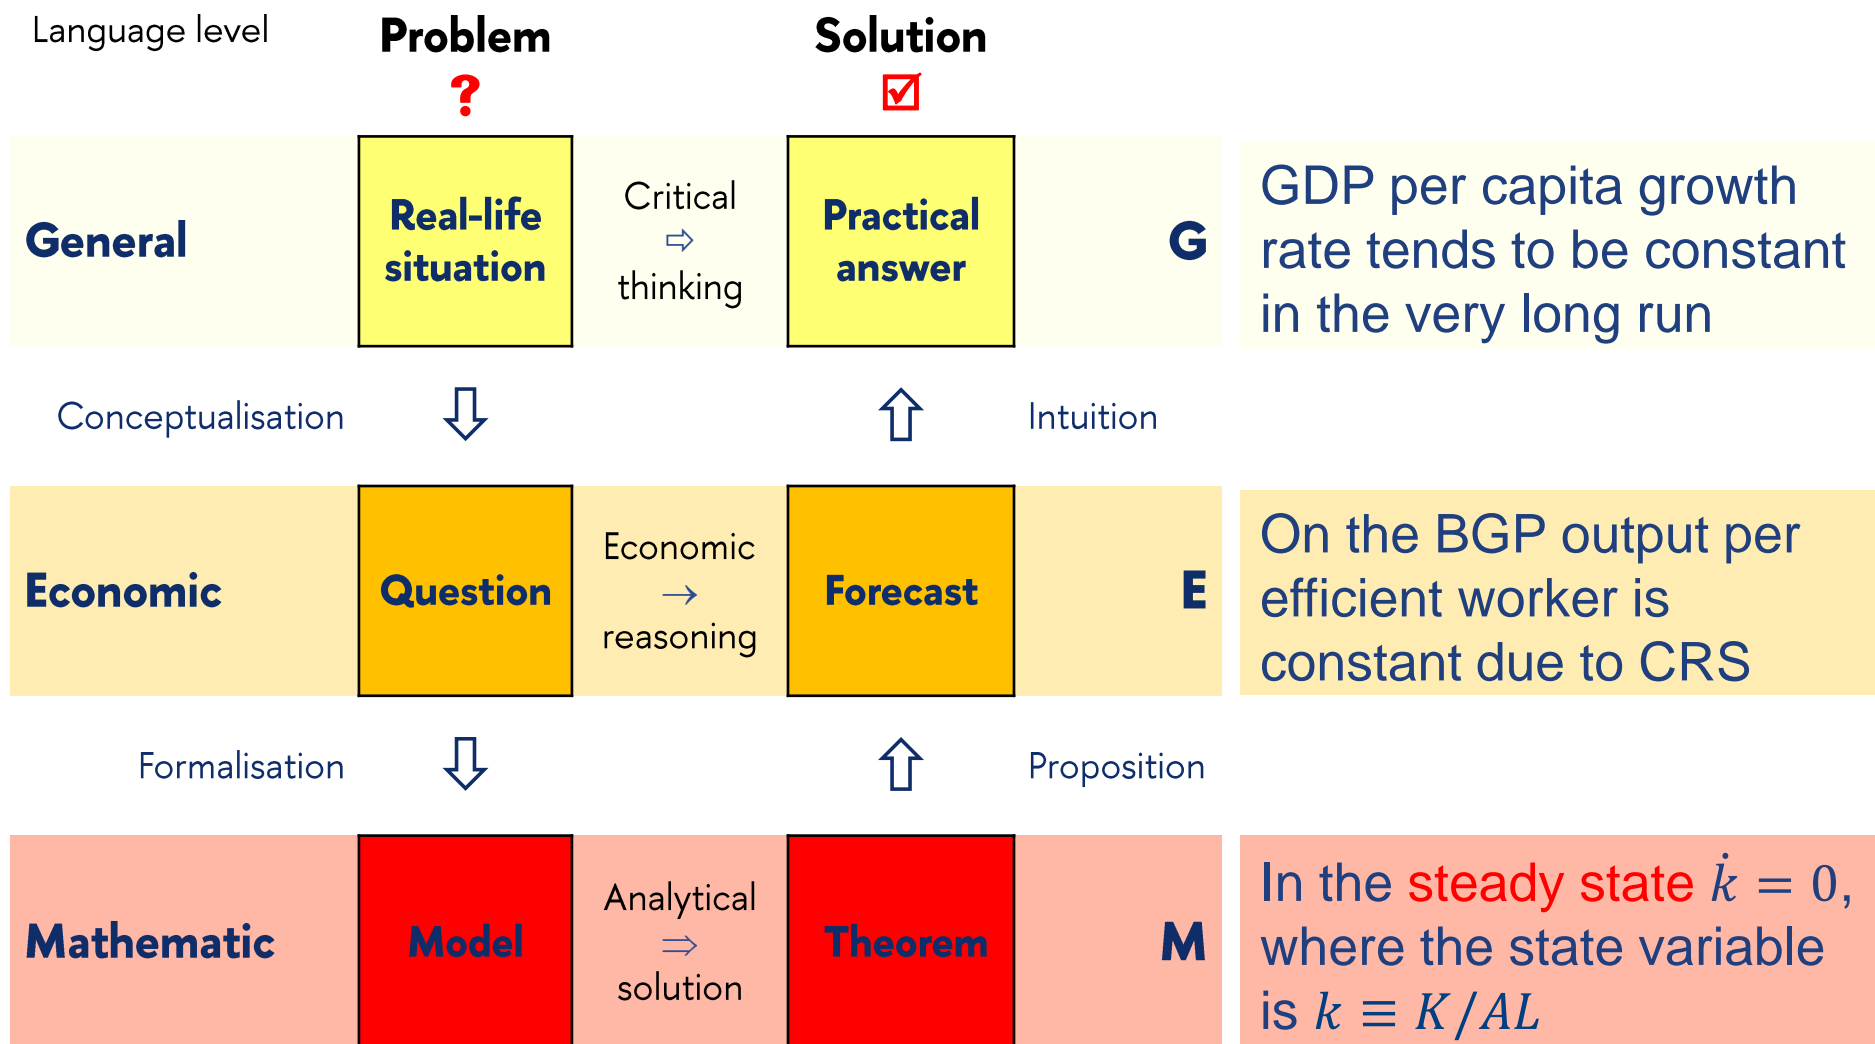 Language level
Problem
Solution
?
☑
General
Real-life
situation
Critical
⇨
thinking
Practical
answer
G
GDP per capita growth
rate tends to be constant
in the very long run
Conceptualisation
⇩
⇧
Intuition
Economic
Question
Economic
→
reasoning
Forecast
E
On the BGP output per
efficient worker is
constant due to CRS
Formalisation
⇩
⇧
Proposition
Mathematic
Model
Analytical
⇒
solution
Theorem
M
In the steady state k̇ = 0,
where the state variable
is k ≡ K/AL